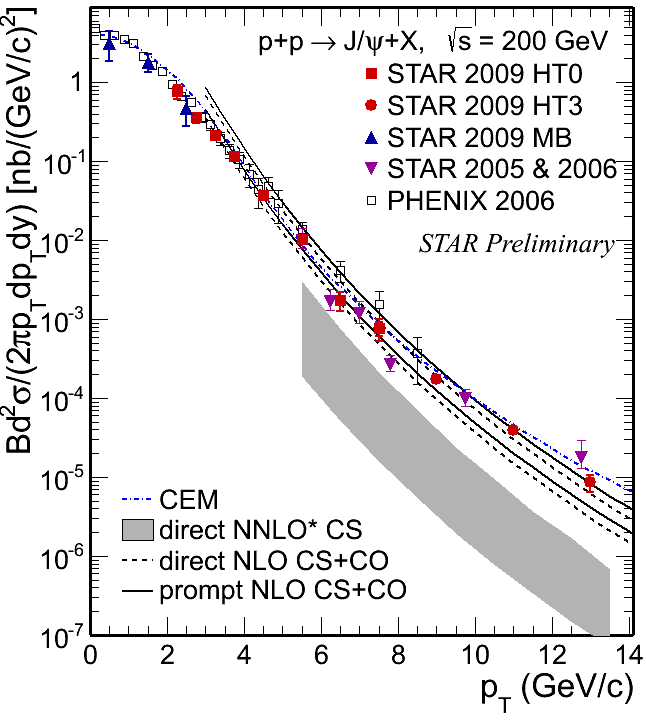 p+p → J/ψ+X, √s = 200 GeV
STAR 2009 HT0
STAR 2009 HT3
STAR 2009 MB
STAR 2005 & 2006
PHENIX 2006
STAR Preliminary
CEM
direct NNLO* CS
direct NLO CS+CO
prompt NLO CS+CO
Bd²σ/(2πp_T dp_T dy) [nb/(GeV/c)²]
1
10⁻¹
10⁻²
10⁻³
10⁻⁴
10⁻⁵
10⁻⁶
10⁻⁷
0 2 4 6 8 10 12 14
p_T (GeV/c)